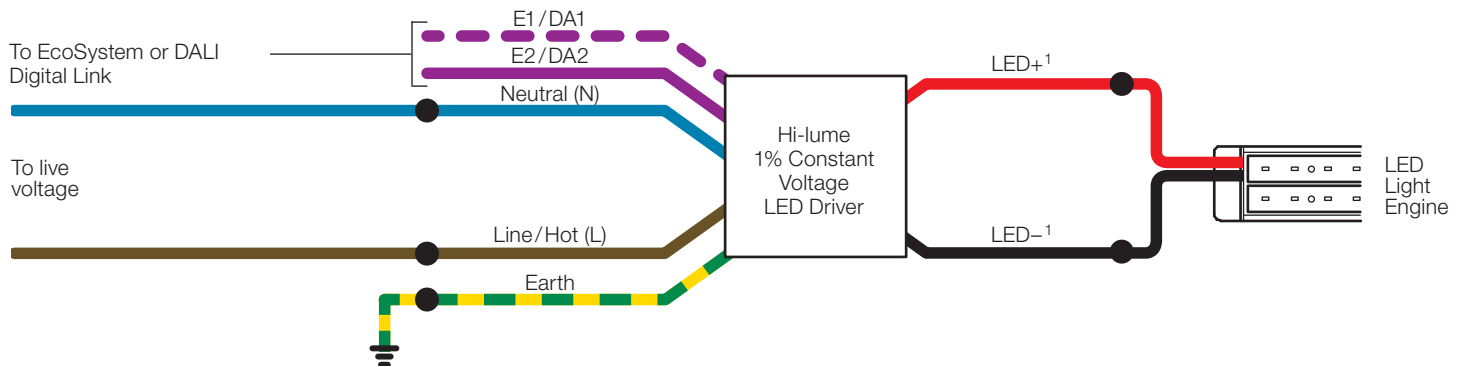 E1/DA1
To EcoSystem or DALI
Digital Link
E2/DA2
Neutral (N)
To live
voltage
Line/Hot (L)
Earth
Hi-lume
1% Constant
Voltage
LED Driver
LED+¹
LED–¹
LED
Light
Engine